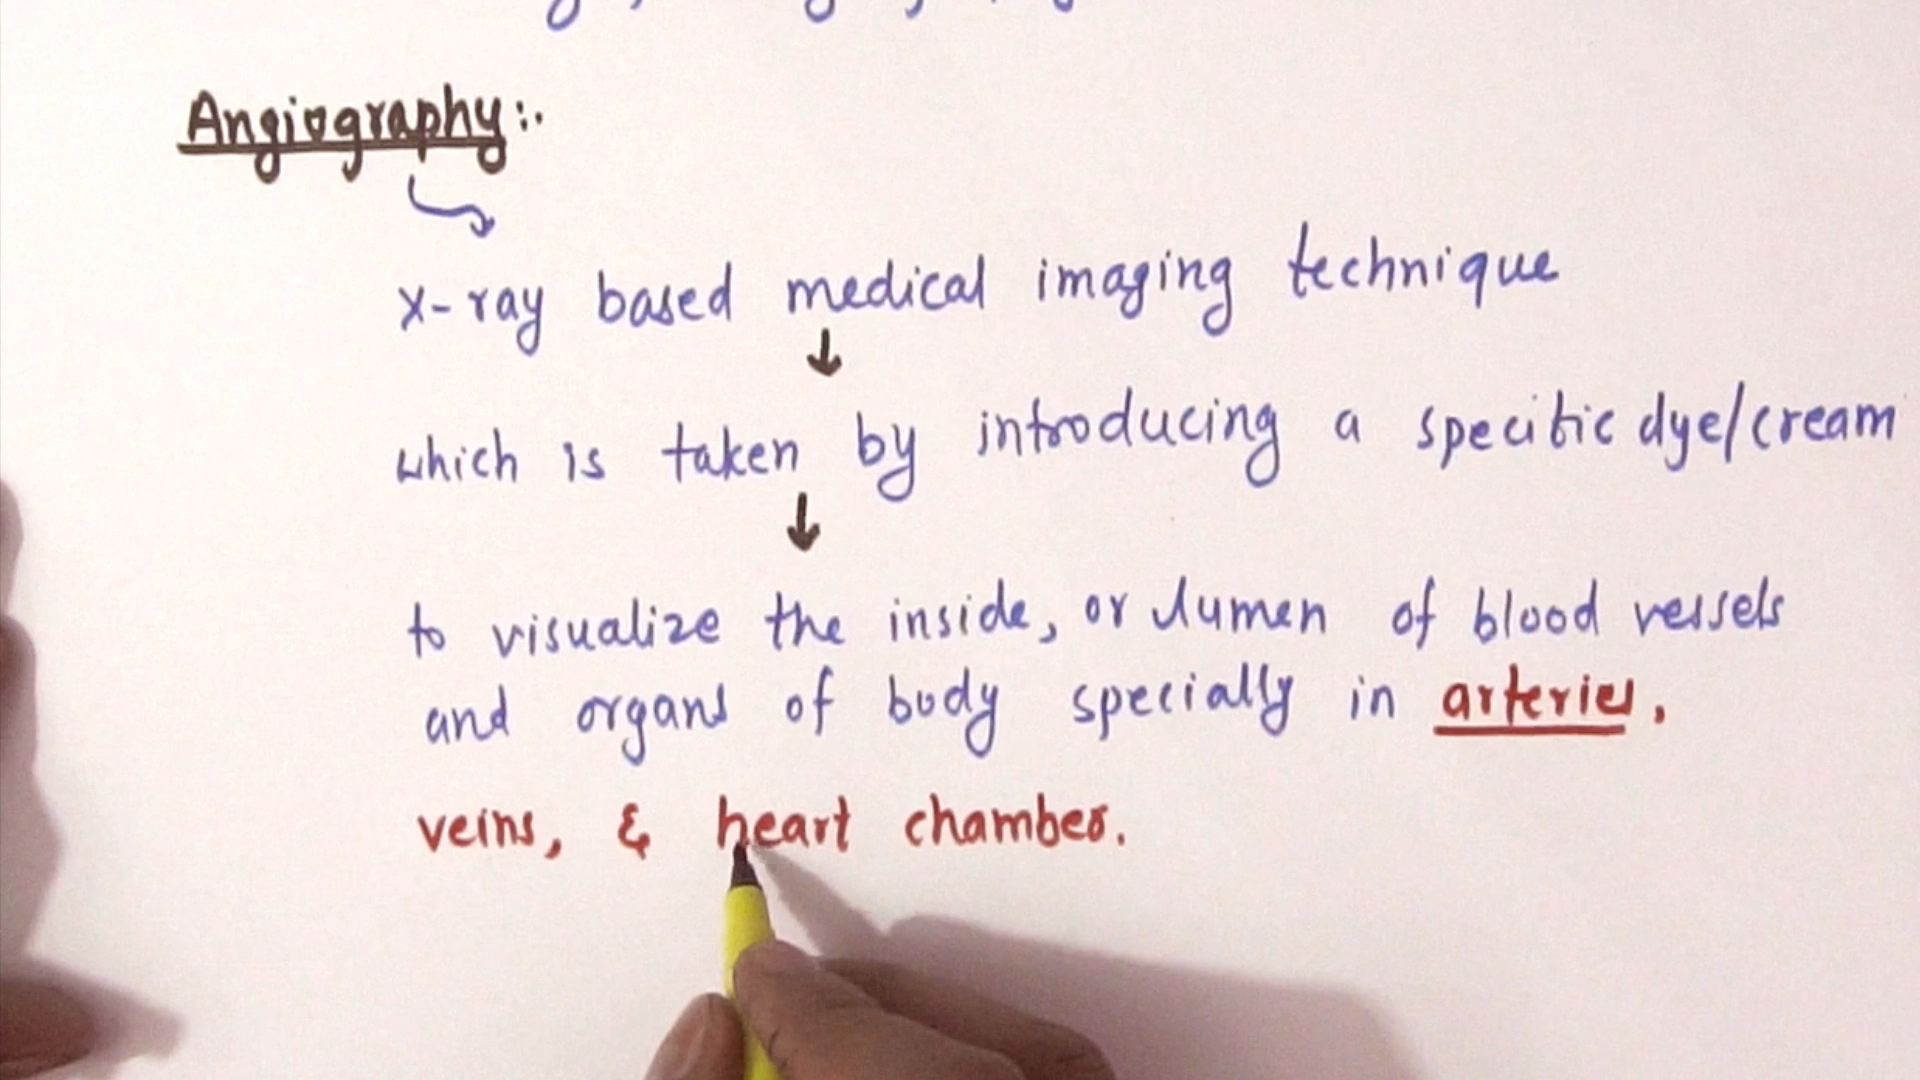 Angiography:-
x-ray based medical imaging technique
which is taken by introducing a specific dye/cream
to visualize the inside, or lumen of blood vessels
and organs of body specially in arteries,
veins, & heart chamber.